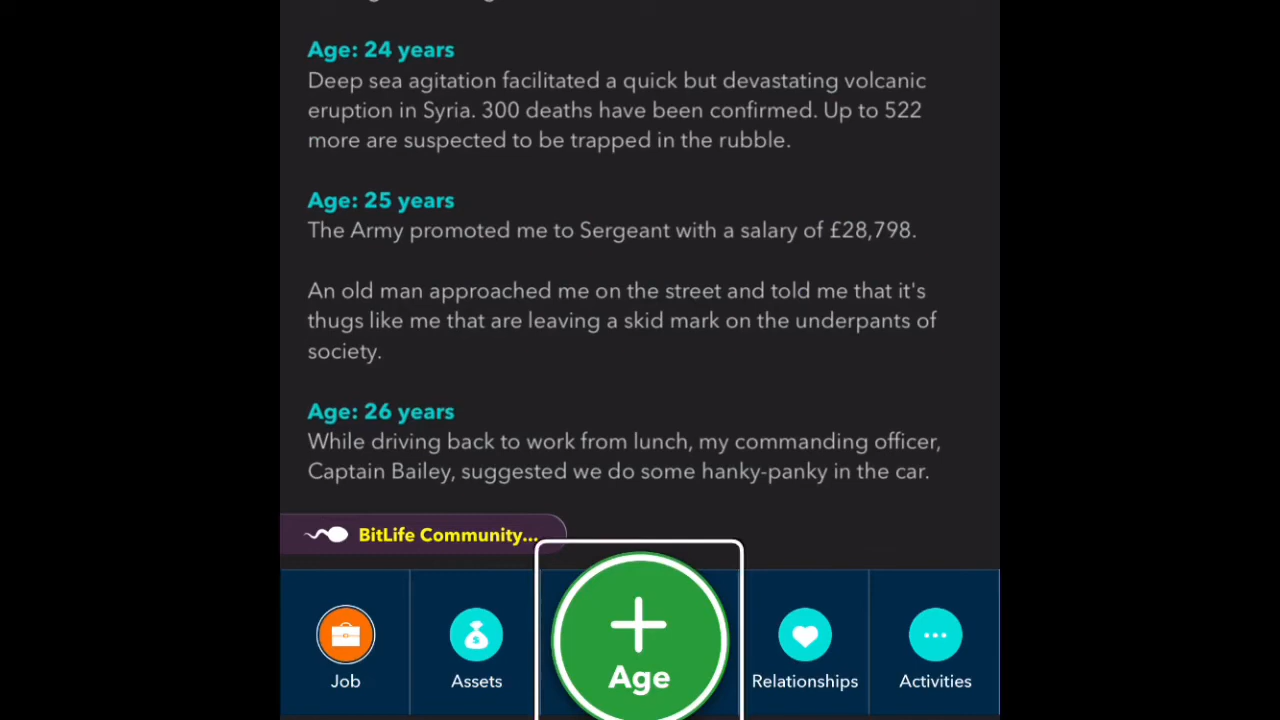 Age: 24 years
Deep sea agitation facilitated a quick but devastating volcanic
eruption in Syria. 300 deaths have been confirmed. Up to 522
more are suspected to be trapped in the rubble.
Age: 25 years
The Army promoted me to Sergeant with a salary of £28,798.
An old man approached me on the street and told me that it's
thugs like me that are leaving a skid mark on the underpants of
society.
Age: 26 years
While driving back to work from lunch, my commanding officer,
Captain Bailey, suggested we do some hanky-panky in the car.
BitLife Community...
Job
Assets
Age
Relationships
Activities